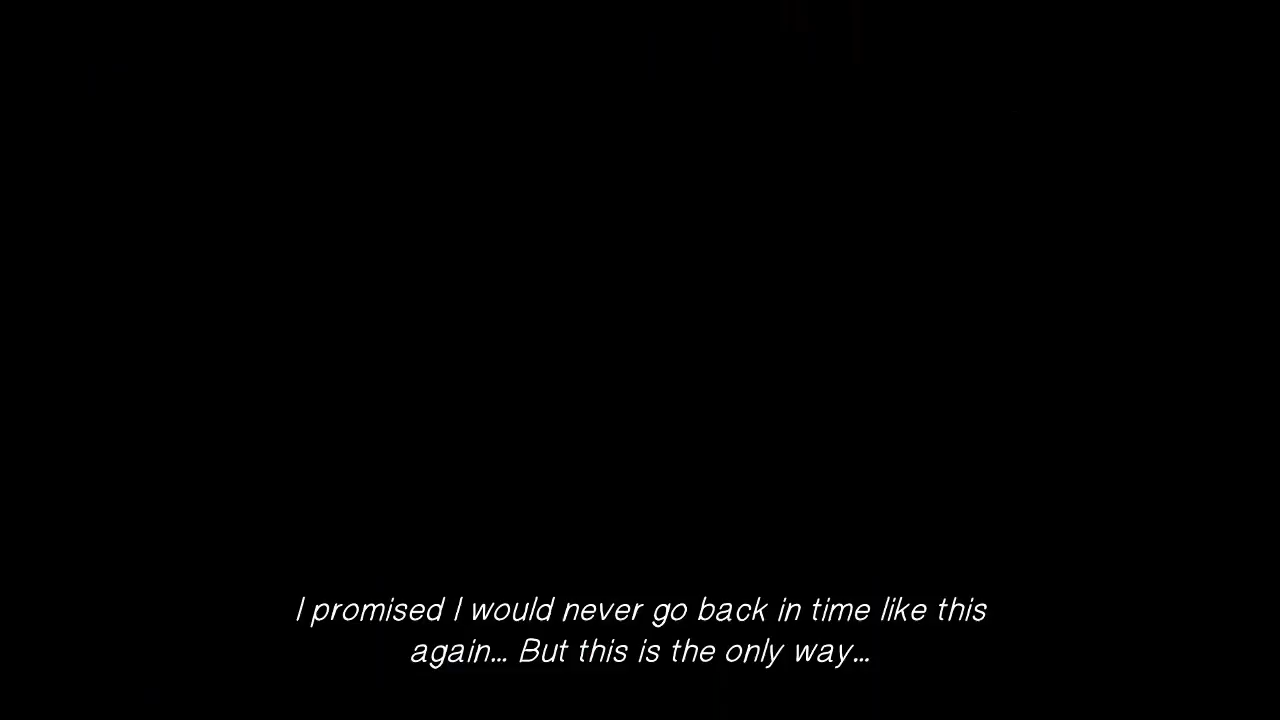 I promised I would never go back in time like this
again... But this is the only way...